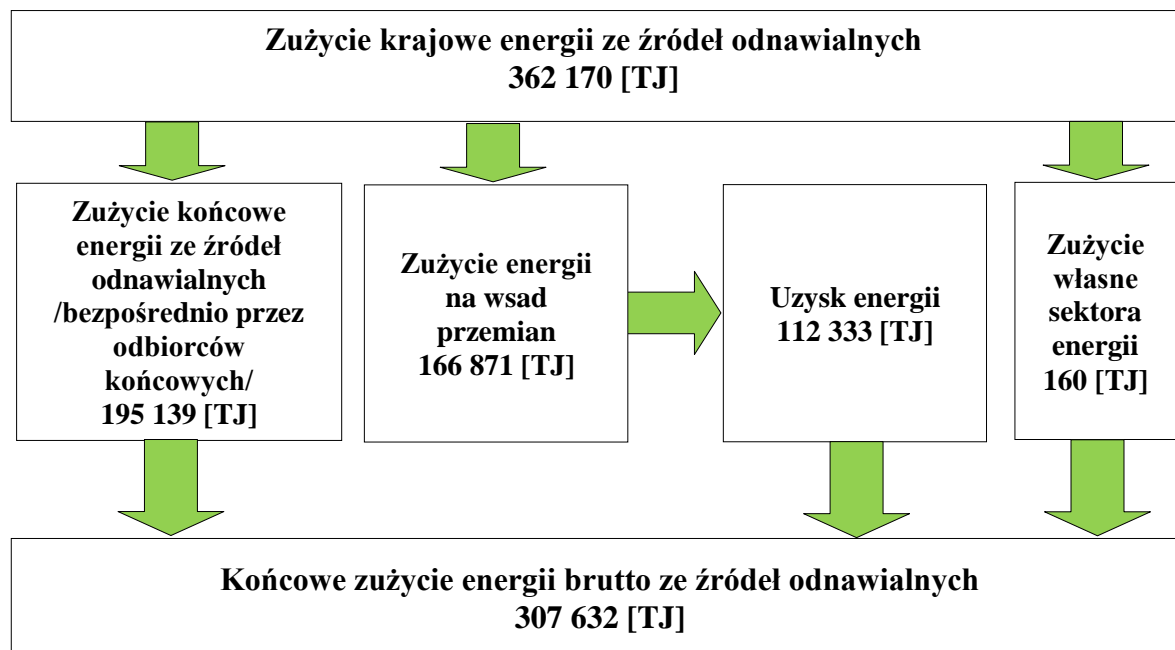 Zużycie krajowe energii ze źródeł odnawialnych
362 170 [TJ]
Zużycie końcowe
energii ze źródeł
odnawialnych
/bezpośrednio przez
odbiorców
końcowych/
195 139 [TJ]
Zużycie energii
na wsad
przemian
166 871 [TJ]
Uzysk energii
112 333 [TJ]
Zużycie
własne
sektora
energii
160 [TJ]
Końcowe zużycie energii brutto ze źródeł odnawialnych
307 632 [TJ]